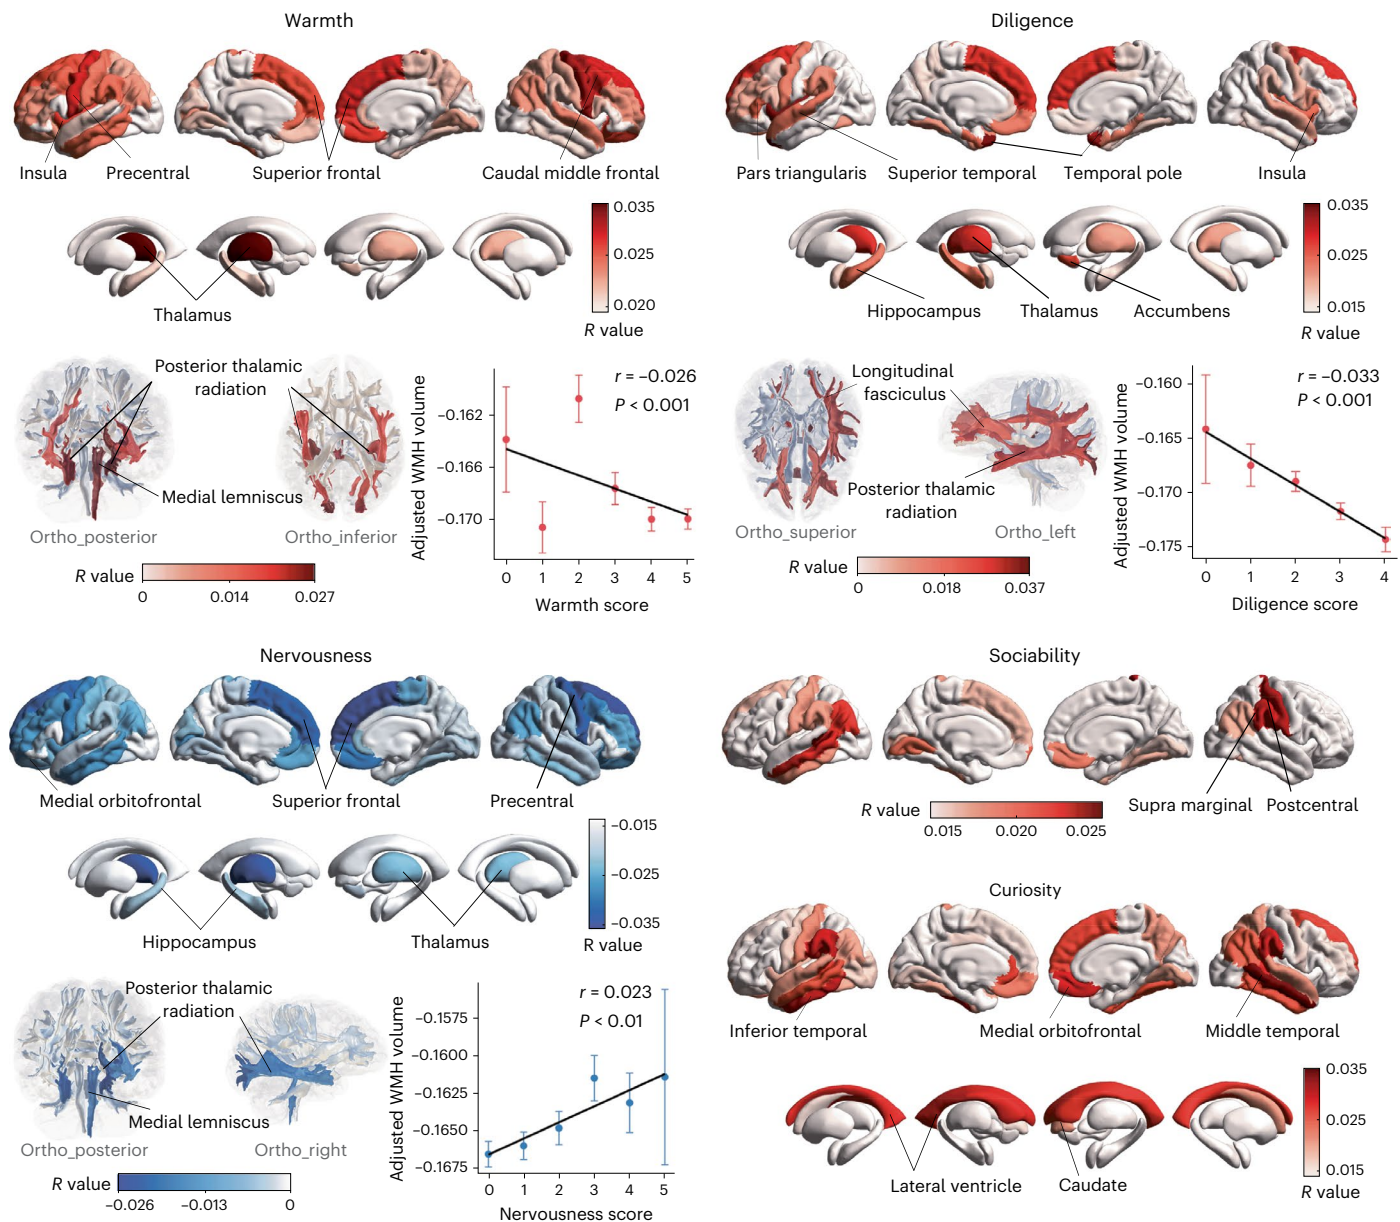 Warmth
Insula
Precentral
Superior frontal
Caudal middle frontal
0.035
0.025
0.020
R value
Thalamus
Posterior thalamic
radiation
Medial lemniscus
Ortho_posterior
Ortho_inferior
R value
0
0.014
0.027
Adjusted WMH volume
r = −0.026
P < 0.001
−0.162
−0.166
−0.170
0 1 2 3 4 5
Warmth score
Diligence
Pars triangularis
Superior temporal
Temporal pole
Insula
0.035
0.025
0.015
R value
Hippocampus
Thalamus
Accumbens
Longitudinal
fasciculus
Posterior thalamic
radiation
Ortho_superior
Ortho_left
R value
0
0.018
0.037
Adjusted WMH volume
r = −0.033
P < 0.001
−0.160
−0.165
−0.170
−0.175
0 1 2 3 4
Diligence score
Nervousness
Medial orbitofrontal
Superior frontal
Precentral
−0.015
−0.025
−0.035
R value
Hippocampus
Thalamus
Posterior thalamic
radiation
Medial lemniscus
Ortho_posterior
Ortho_right
R value
−0.026
−0.013
0
Adjusted WMH volume
r = 0.023
P < 0.01
−0.1575
−0.1600
−0.1625
−0.1650
−0.1675
0 1 2 3 4 5
Nervousness score
Sociability
Supra marginal
Postcentral
R value
0.015
0.020
0.025
Curiosity
Inferior temporal
Medial orbitofrontal
Middle temporal
0.035
0.025
0.015
R value
Lateral ventricle
Caudate